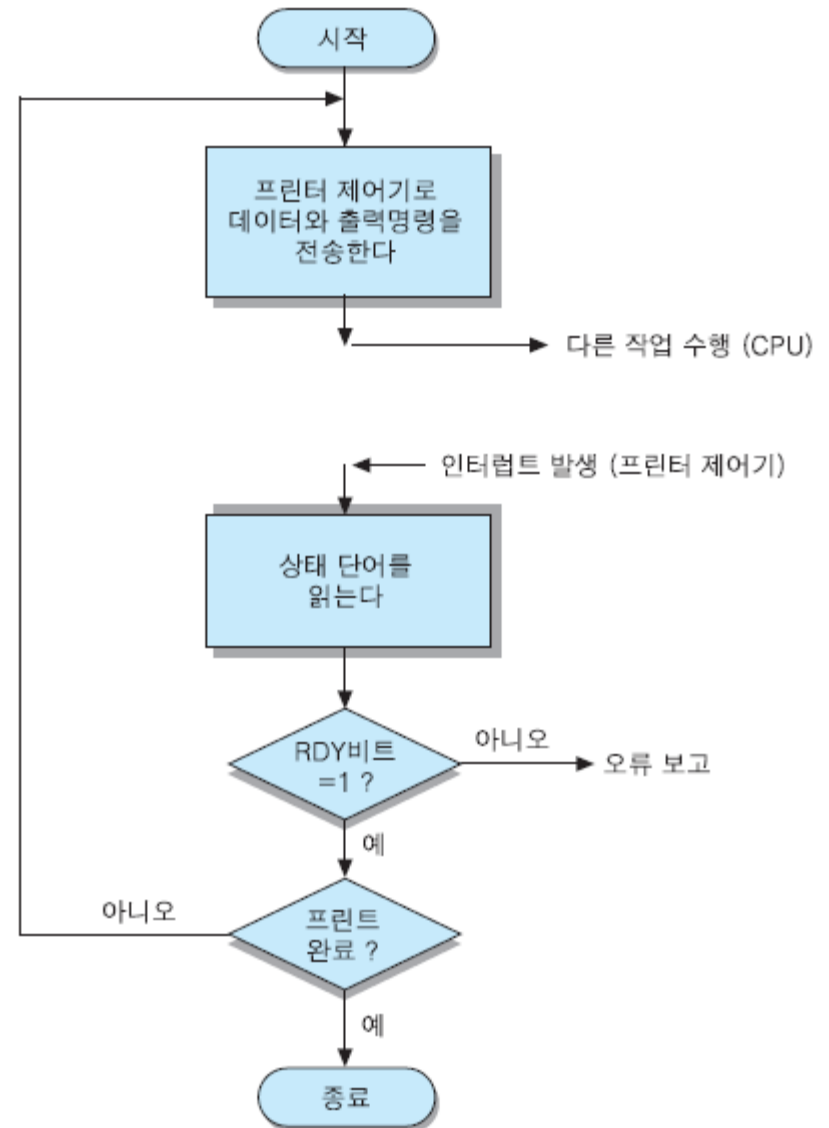 시작
프린터 제어기로
데이터와 출력명령을
전송한다
다른 작업 수행 (CPU)
인터럽트 발생 (프린터 제어기)
상태 단어를
읽는다
RDY비트
=1 ?
아니오
오류 보고
예
프린트
완료 ?
아니오
예
종료